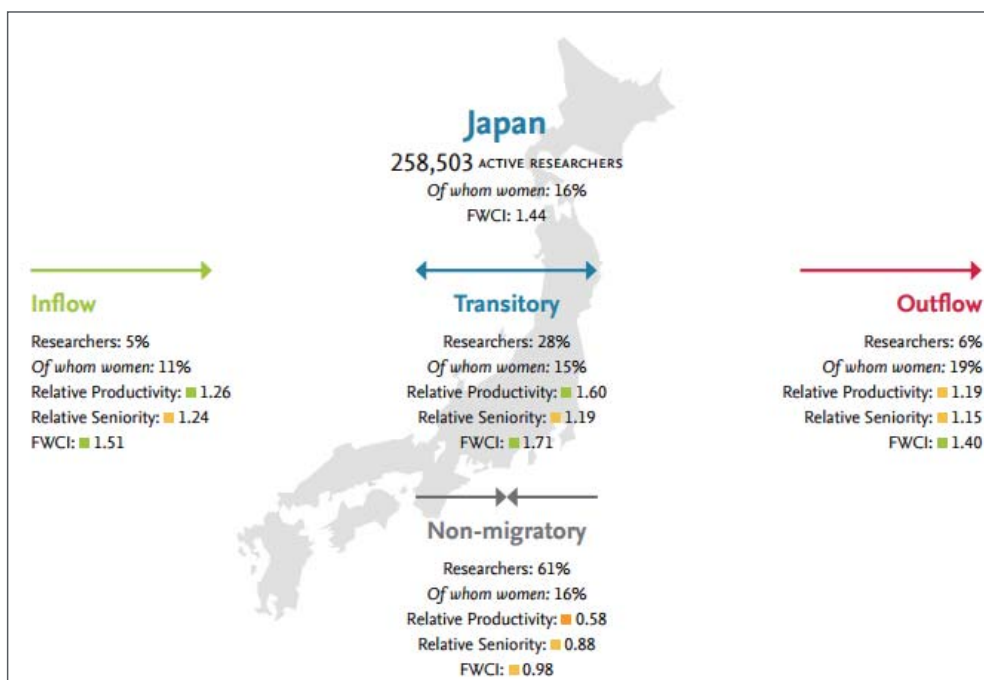 Japan
258,503 ACTIVE RESEARCHERS
Of whom women: 16%
FWCI: 1.44
Inflow
Researchers: 5%
Of whom women: 11%
Relative Productivity: 1.26
Relative Seniority: 1.24
FWCI: 1.51
Transitory
Researchers: 28%
Of whom women: 15%
Relative Productivity: 1.60
Relative Seniority: 1.19
FWCI: 1.71
Outflow
Researchers: 6%
Of whom women: 19%
Relative Productivity: 1.19
Relative Seniority: 1.15
FWCI: 1.40
Non-migratory
Researchers: 61%
Of whom women: 16%
Relative Productivity: 0.58
Relative Seniority: 0.88
FWCI: 0.98